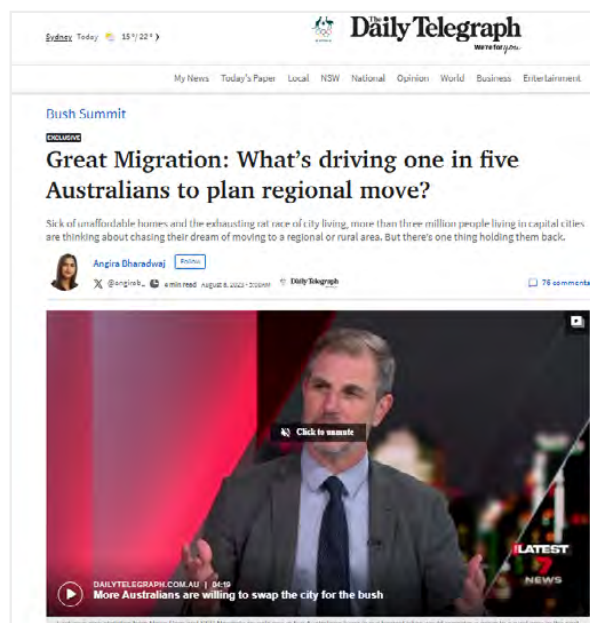 Sydney Today 15°/22° >
The Daily Telegraph
We're for you
My News Today's Paper Local NSW National Opinion World Business Entertainment
Bush Summit
EXCLUSIVE
Great Migration: What's driving one in five
Australians to plan regional move?
Sick of unaffordable homes and the exhausting rat race of city living, more than three million people living in capital cities
are thinking about chasing their dream of moving to a regional or rural area. But there's one thing holding them back.
Angira Bharadwaj Follow
@angirab_ min read August 2023 Daily Telegraph
76 comments
Click to unmute
LATEST
7
NEWS
DAILYTELEGRAPH.COM.AU | 04:19
More Australians are willing to swap the city for the bush